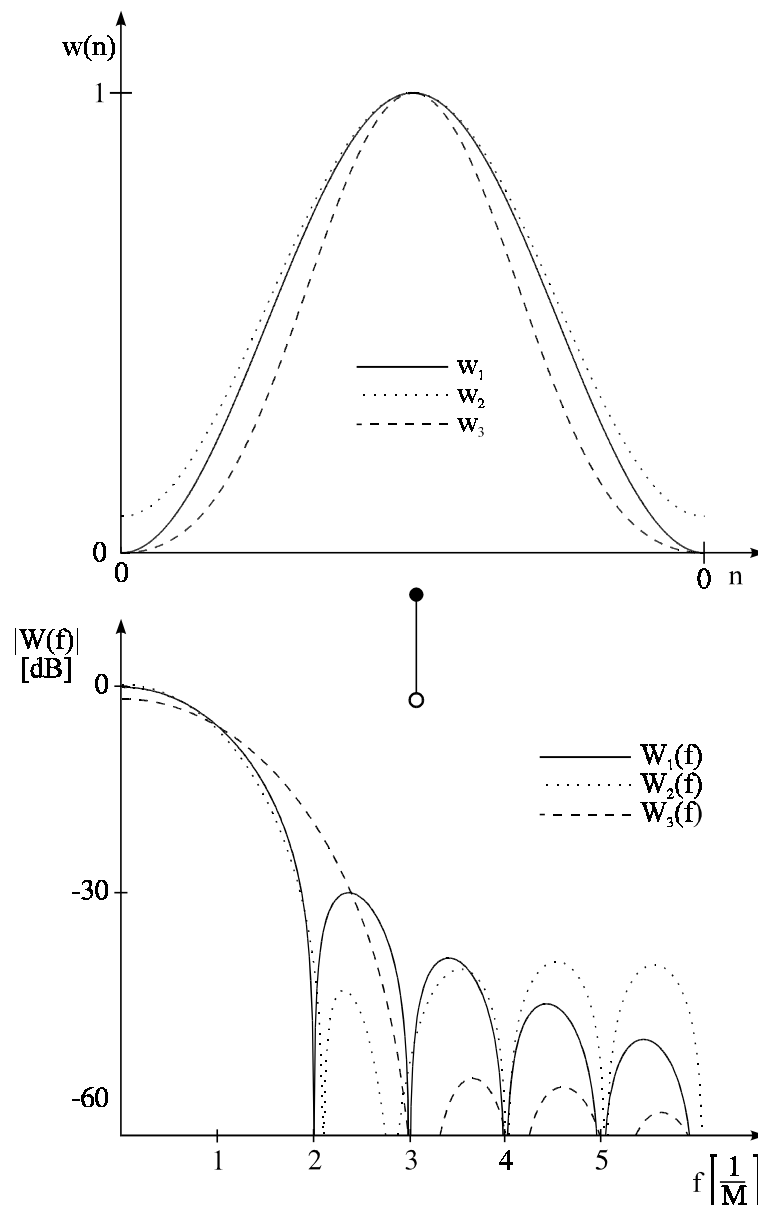 w(n)
1
w₁
w₂
w₃
0
0
0 n
|W(f)|
[dB]
0
W₁(f)
W₂(f)
W₃(f)
-30
-60
1 2 3 4 5
f [1/M]